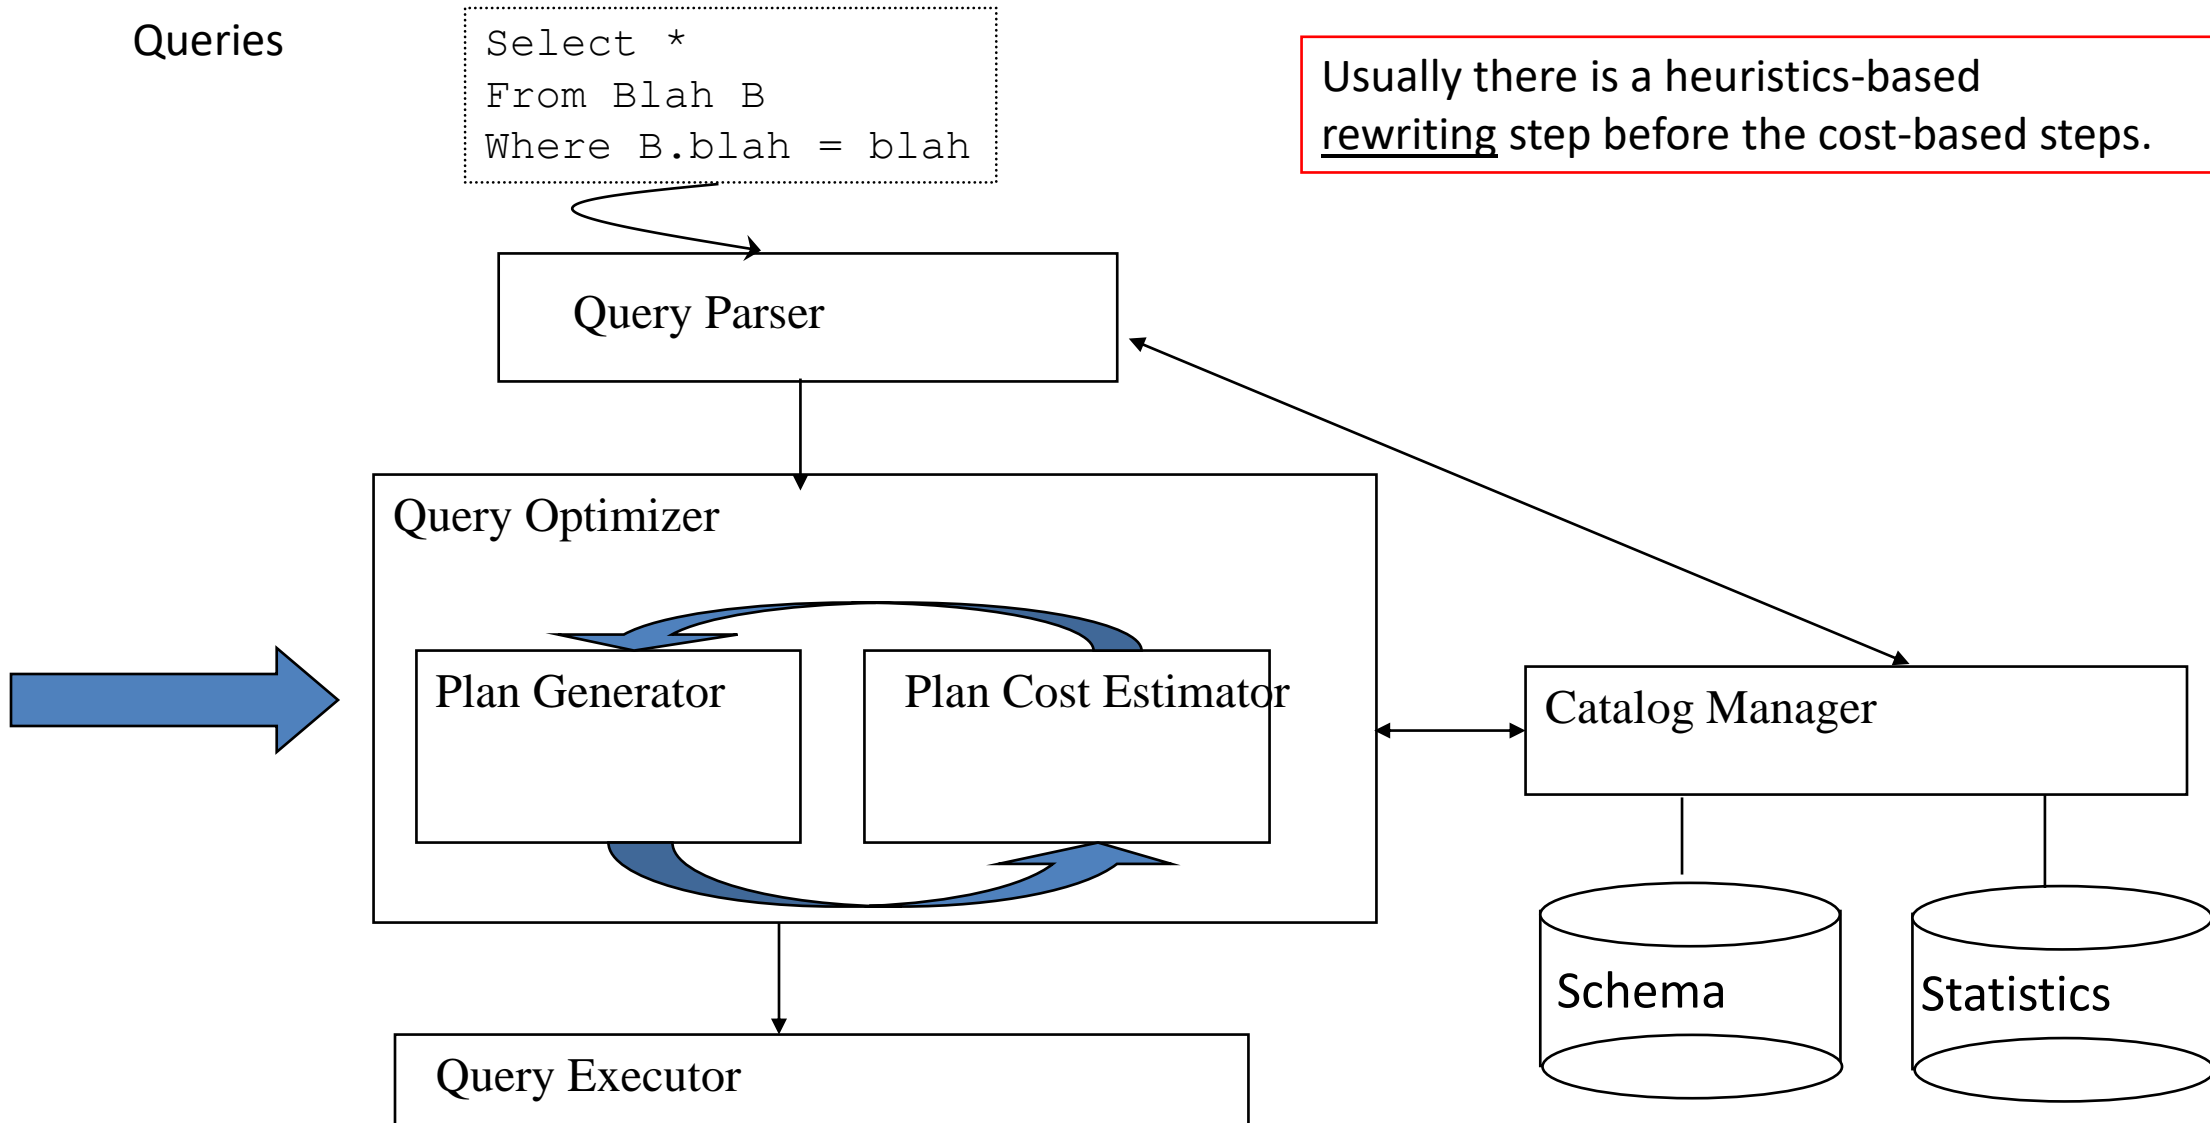 Queries
Select *
From Blah B
Where B.blah = blah
Usually there is a heuristics-based
rewriting step before the cost-based steps.
Query Parser
Query Optimizer
Plan Generator
Plan Cost Estimator
Catalog Manager
Schema
Statistics
Query Executor